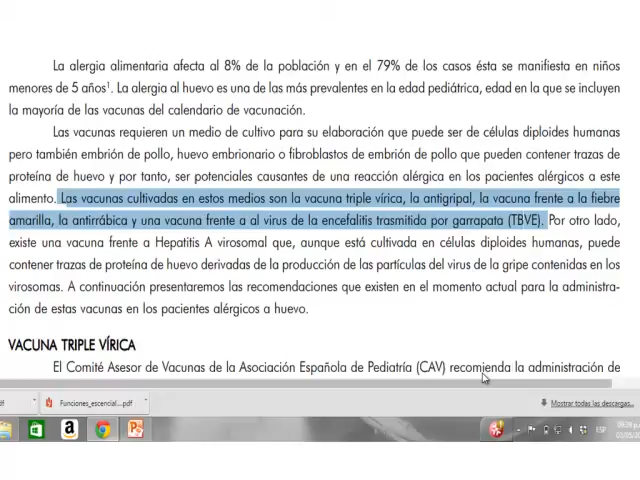 La alergia alimentaria afecta al 8% de la población y en el 79% de los casos ésta se manifiesta en niños
menores de 5 años¹. La alergia al huevo es una de las más prevalentes en la edad pediátrica, edad en la que se incluyen
la mayoría de las vacunas del calendario de vacunación.
Las vacunas requieren un medio de cultivo para su elaboración que puede ser de células diploides humanas
pero también embrión de pollo, huevo embrionario o fibroblastos de embrión de pollo que pueden contener trazas de
proteína de huevo y por tanto, ser potenciales causantes de una reacción alérgica en los pacientes alérgicos a este
alimento. Las vacunas cultivadas en estos medios son la vacuna triple vírica, la antigripal, la vacuna frente a la fiebre
amarilla, la antirrábica y una vacuna frente a al virus de la encefalitis trasmitida por garrapata (TBVE). Por otro lado,
existe una vacuna frente a Hepatitis A virosomal que, aunque está cultivada en células diploides humanas, puede
contener trazas de proteína de huevo derivadas de la producción de las partículas del virus de la gripe contenidas en los
virosomas. A continuación presentaremos las recomendaciones que existen en el momento actual para la administra-
ción de estas vacunas en los pacientes alérgicos a huevo.
VACUNA TRIPLE VÍRICA
El Comité Asesor de Vacunas de la Asociación Española de Pediatría (CAV) recomienda la administración de
Funciones_escencial....pdf
Mostrar todas las descargas...
ESP